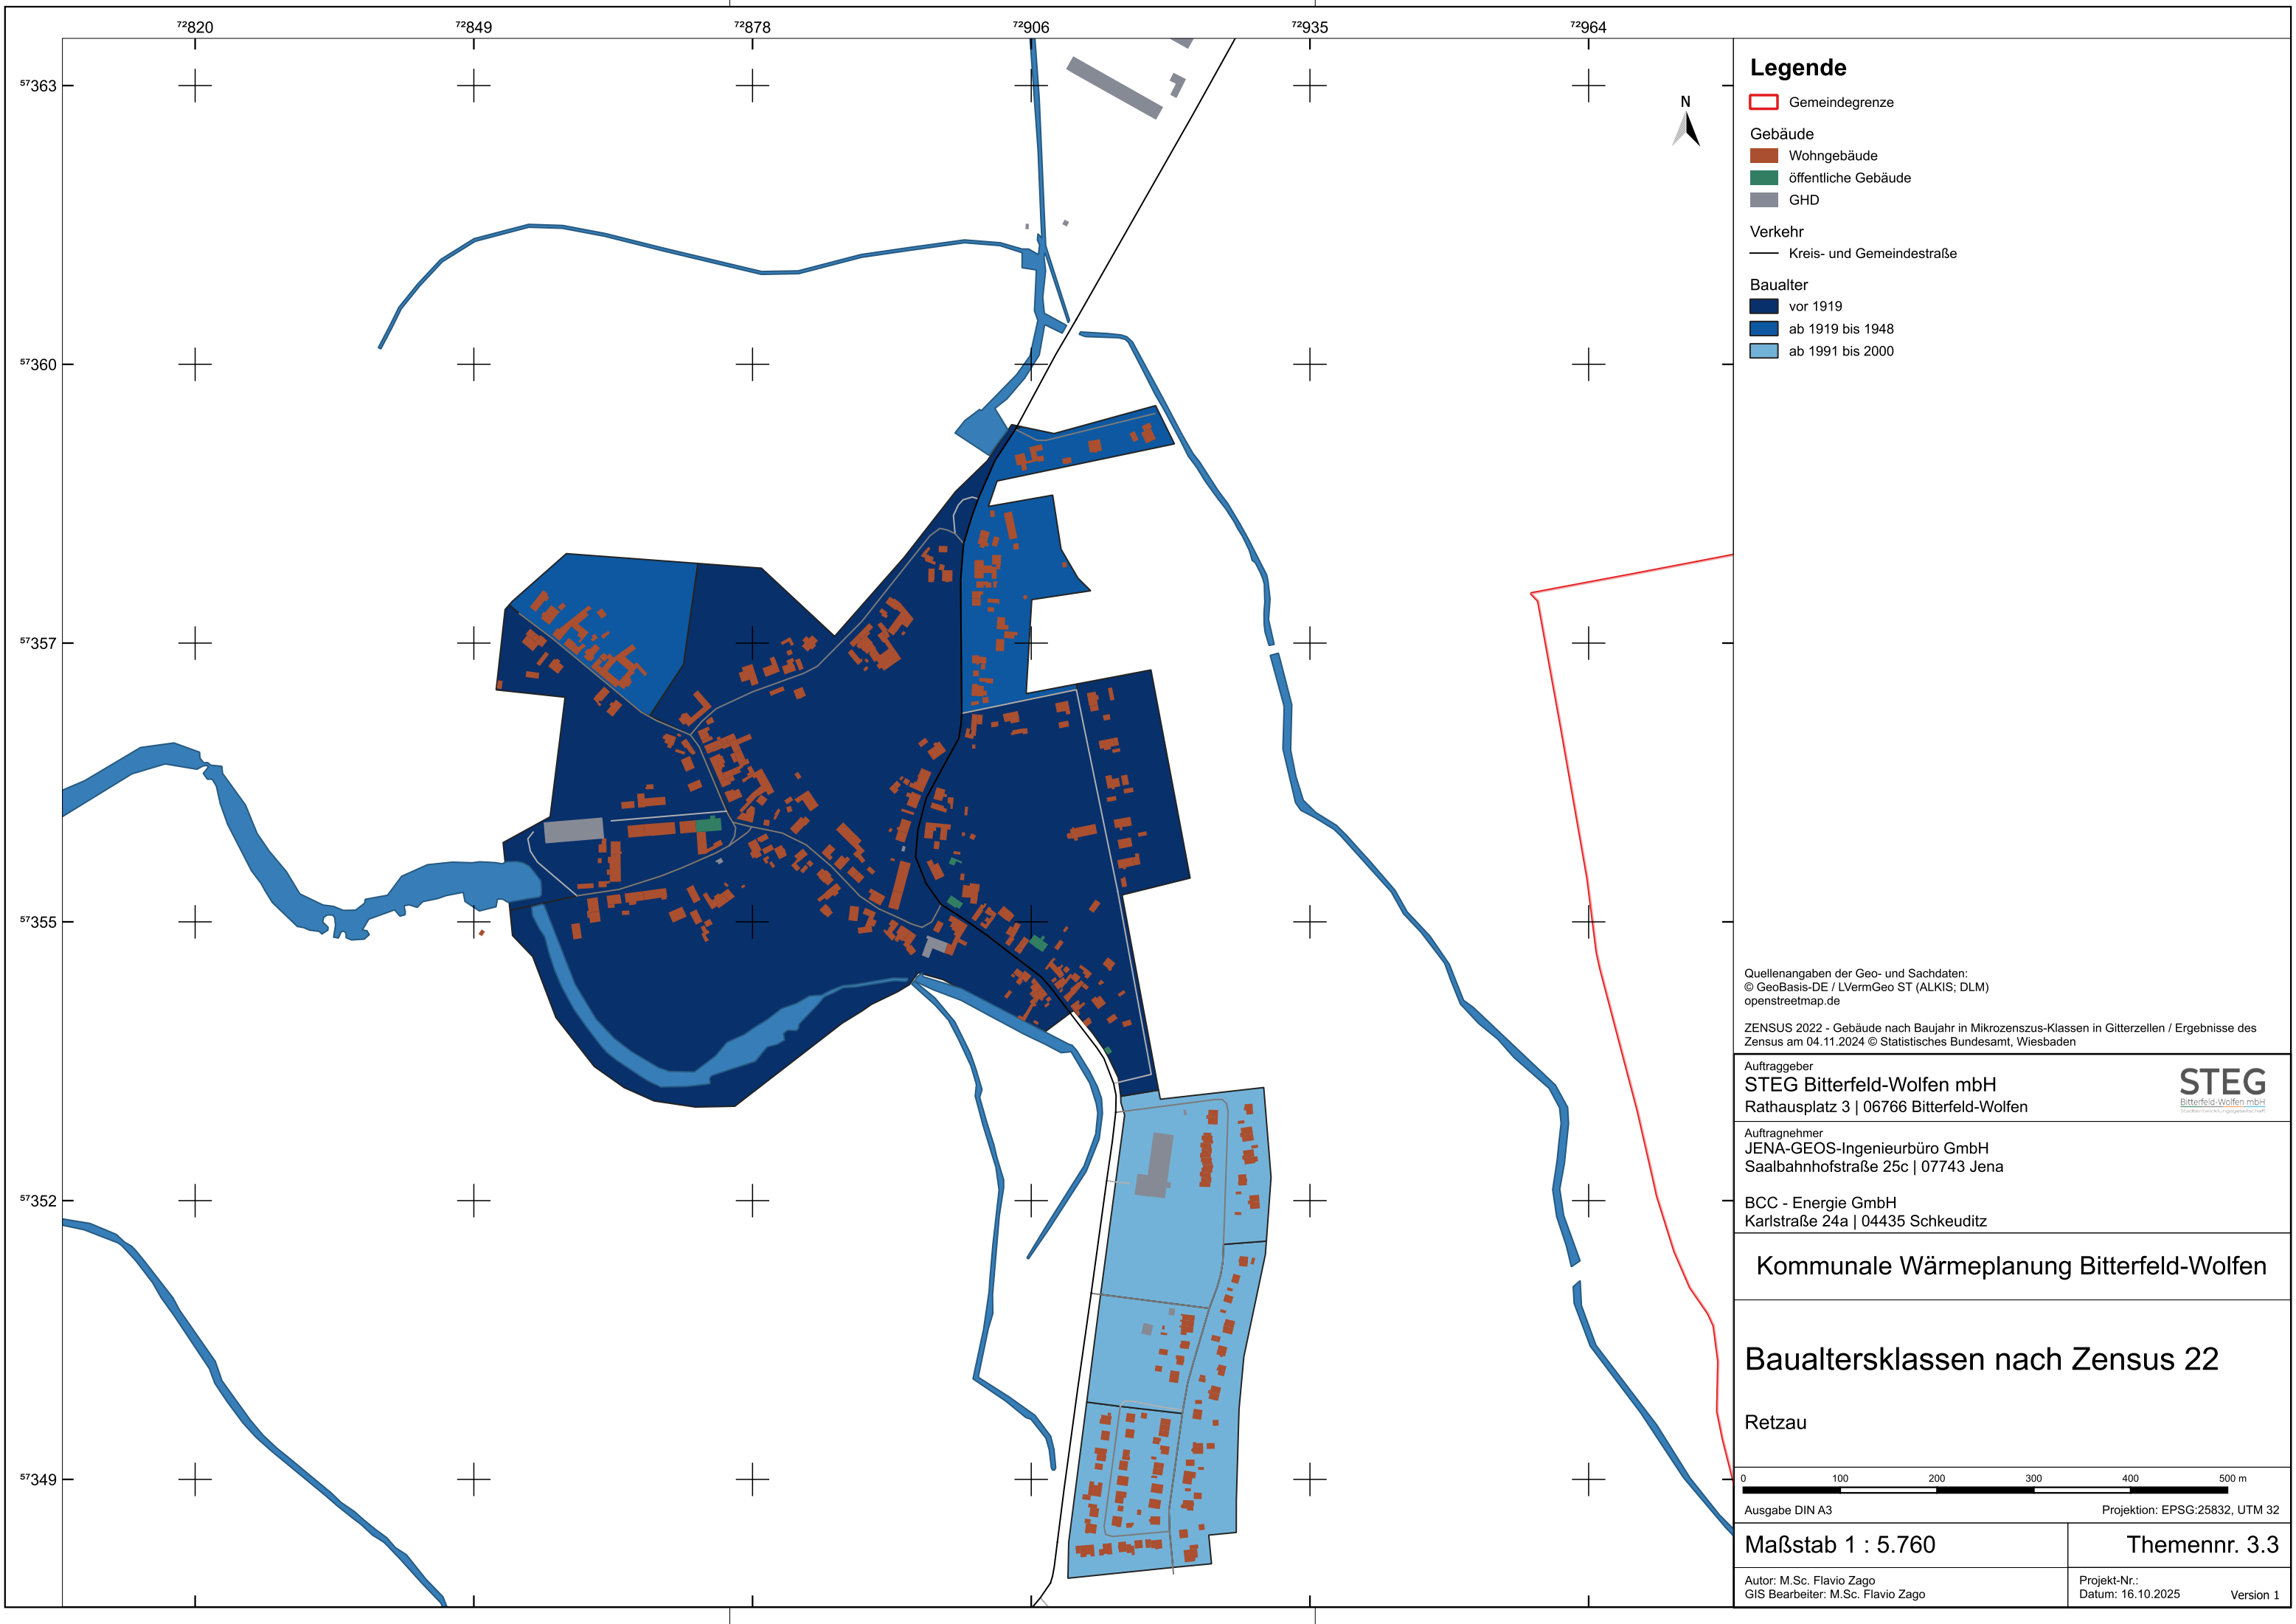 ⁷²820 ⁷²849 ⁷²878 ⁷²906 ⁷²935 ⁷²964
⁵⁷363
⁵⁷360
⁵⁷357
⁵⁷355
⁵⁷352
⁵⁷349
N
Legende
Gemeindegrenze
Gebäude
Wohngebäude
öffentliche Gebäude
GHD
Verkehr
Kreis- und Gemeindestraße
Baualter
vor 1919
ab 1919 bis 1948
ab 1991 bis 2000
Quellenangaben der Geo- und Sachdaten:
© GeoBasis-DE / LVermGeo ST (ALKIS; DLM)
openstreetmap.de
ZENSUS 2022 - Gebäude nach Baujahr in Mikrozenszus-Klassen in Gitterzellen / Ergebnisse des
Zensus am 04.11.2024 © Statistisches Bundesamt, Wiesbaden
Auftraggeber
STEG Bitterfeld-Wolfen mbH
Rathausplatz 3 | 06766 Bitterfeld-Wolfen
STEG
Bitterfeld-Wolfen mbH
Stadtentwicklungsgesellschaft
Auftragnehmer
JENA-GEOS-Ingenieurbüro GmbH
Saalbahnhofstraße 25c | 07743 Jena
BCC - Energie GmbH
Karlstraße 24a | 04435 Schkeuditz
Kommunale Wärmeplanung Bitterfeld-Wolfen
Baualtersklassen nach Zensus 22
Retzau
0 100 200 300 400 500 m
Ausgabe DIN A3 Projektion: EPSG:25832, UTM 32
Maßstab 1 : 5.760 Themennr. 3.3
Autor: M.Sc. Flavio Zago
GIS Bearbeiter: M.Sc. Flavio Zago
Projekt-Nr.:
Datum: 16.10.2025 Version 1